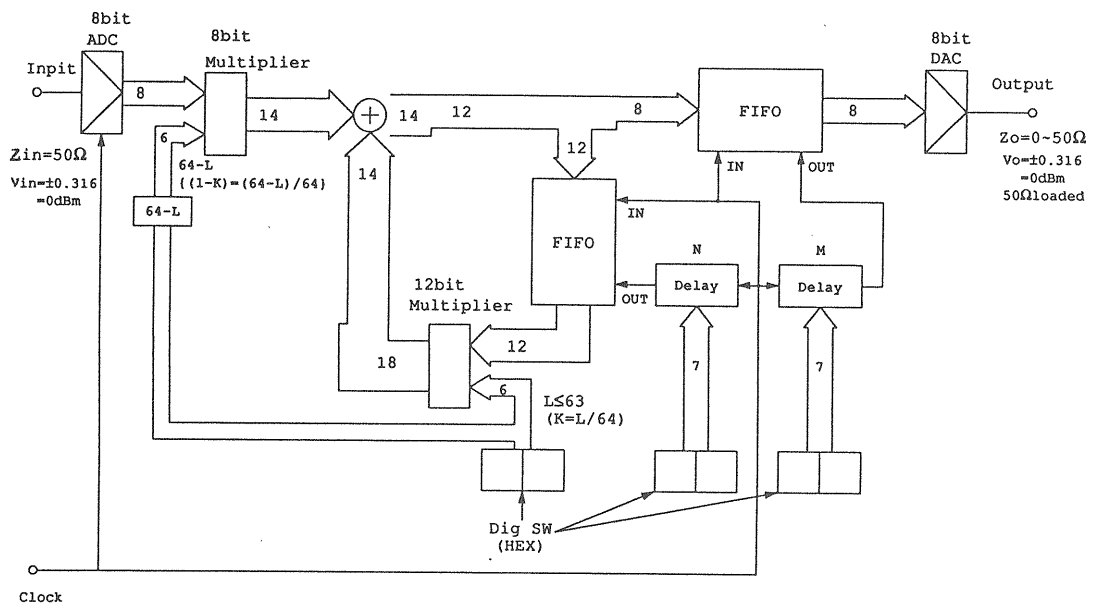 8bit
ADC
8bit
Multiplier
8bit
DAC
Inpit
8
14
+
14
12
8
FIFO
8
Output
6
Zin=50Ω
Vin=±0.316
=0dBm
64-L
((1-K)=(64-L)/64)
64-L
14
12
IN
OUT
Zo=0~50Ω
Vo=±0.316
=0dBm
50Ωloaded
FIFO
IN
OUT
N
Delay
M
Delay
12bit
Multiplier
18
12
6
L≤63
(K=L/64)
7
7
Dig SW
(HEX)
Clock